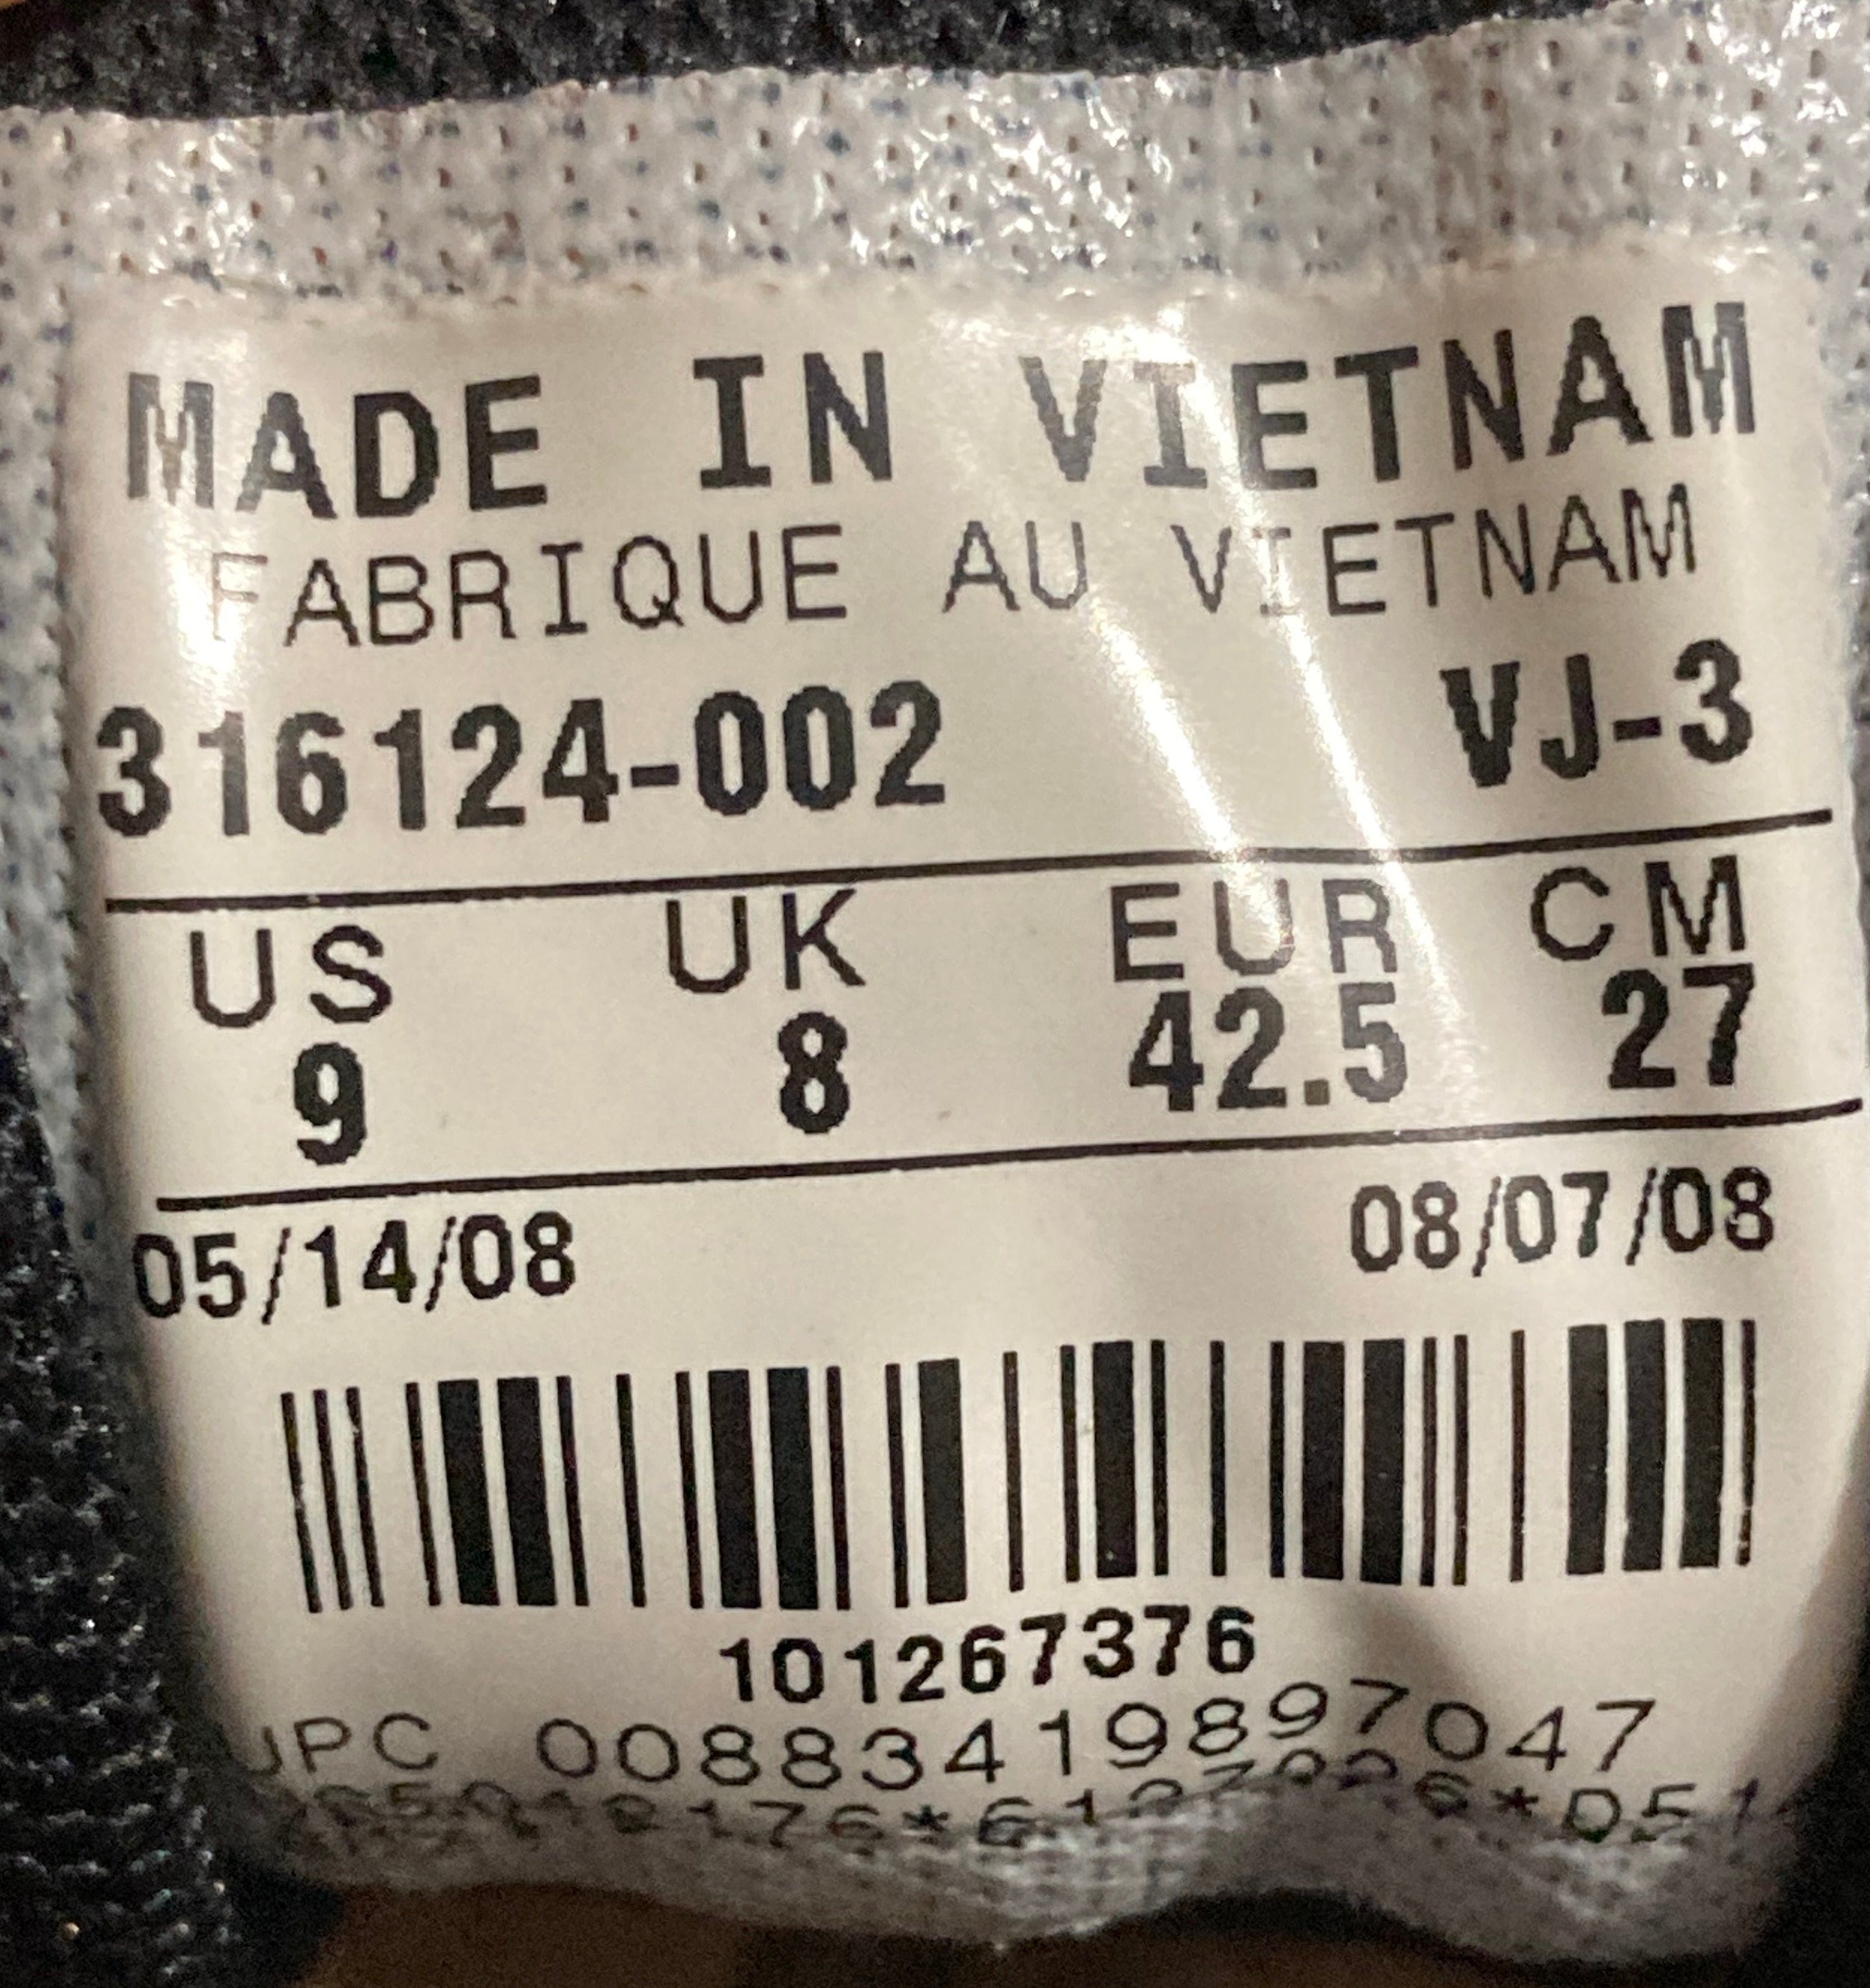 MADE IN VIETNAM
FABRIQUE AU VIETNAM
316124-002 VJ-3
US UK EUR CM
9 8 42.5 27
05/14/08 08/07/08
101267376
UPC 00883419897047